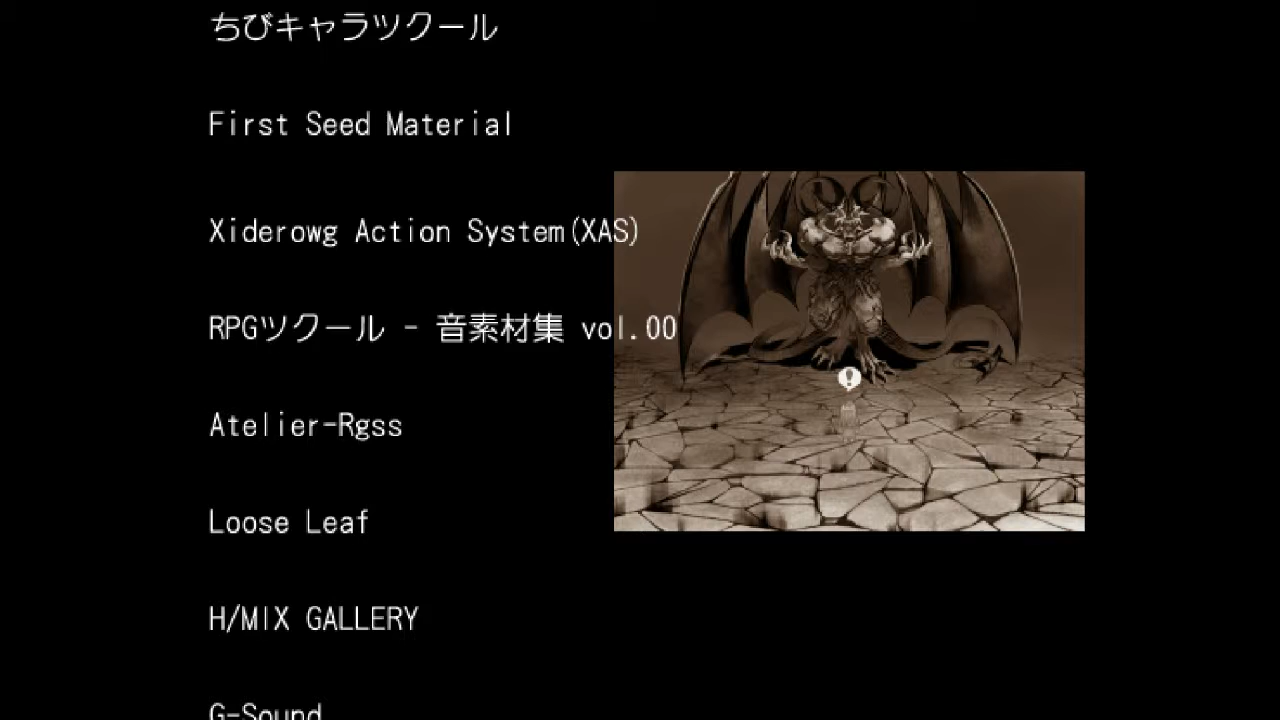 ちびキャラツクール
First Seed Material
Xiderowg Action System(XAS)
RPGツクール - 音素材集 vol.00
Atelier-Rgss
Loose Leaf
H/MIX GALLERY
G-Sound